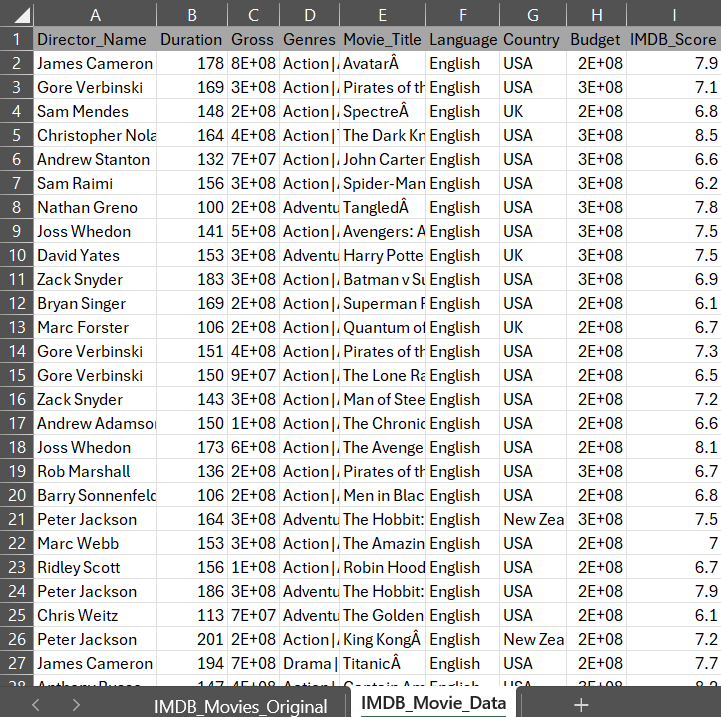 A B C D E F G H I
1 Director_Name Duration Gross Genres Movie_Title Language Country Budget IMDB_Score
2 James Cameron 178 8E+08 Action|A AvatarÂ English USA 2E+08 7.9
3 Gore Verbinski 169 3E+08 Action|A Pirates of th English USA 3E+08 7.1
4 Sam Mendes 148 2E+08 Action|A SpectreÂ English UK 2E+08 6.8
5 Christopher Nola 164 4E+08 Action|T The Dark Kn English USA 3E+08 8.5
6 Andrew Stanton 132 7E+07 Action|A John Carter English USA 3E+08 6.6
7 Sam Raimi 156 3E+08 Action|A Spider-Man English USA 3E+08 6.2
8 Nathan Greno 100 2E+08 Adventu TangledÂ English USA 3E+08 7.8
9 Joss Whedon 141 5E+08 Action|A Avengers: A English USA 3E+08 7.5
10 David Yates 153 3E+08 Adventu Harry Potte English UK 3E+08 7.5
11 Zack Snyder 183 3E+08 Action|A Batman v Su English USA 3E+08 6.9
12 Bryan Singer 169 2E+08 Action|A Superman R English USA 2E+08 6.1
13 Marc Forster 106 2E+08 Action|A Quantum of English UK 2E+08 6.7
14 Gore Verbinski 151 4E+08 Action|A Pirates of th English USA 2E+08 7.3
15 Gore Verbinski 150 9E+07 Action|A The Lone Ra English USA 2E+08 6.5
16 Zack Snyder 143 3E+08 Action|A Man of Stee English USA 2E+08 7.2
17 Andrew Adamson 150 1E+08 Action|A The Chronic English USA 2E+08 6.6
18 Joss Whedon 173 6E+08 Action|A The Avenge English USA 2E+08 8.1
19 Rob Marshall 136 2E+08 Action|A Pirates of th English USA 3E+08 6.7
20 Barry Sonnenfeld 106 2E+08 Action|A Men in Blac English USA 2E+08 6.8
21 Peter Jackson 164 3E+08 Adventu The Hobbit: English New Zea 3E+08 7.5
22 Marc Webb 153 3E+08 Action|A The Amazin English USA 2E+08 7
23 Ridley Scott 156 1E+08 Action|A Robin Hood English USA 2E+08 6.7
24 Peter Jackson 186 3E+08 Adventu The Hobbit: English USA 2E+08 7.9
25 Chris Weitz 113 7E+07 Adventu The Golden English USA 2E+08 6.1
26 Peter Jackson 201 2E+08 Action|A King KongÂ English New Zea 2E+08 7.2
27 James Cameron 194 7E+08 Drama| TitanicÂ English USA 2E+08 7.7
IMDB_Movies_Original IMDB_Movie_Data